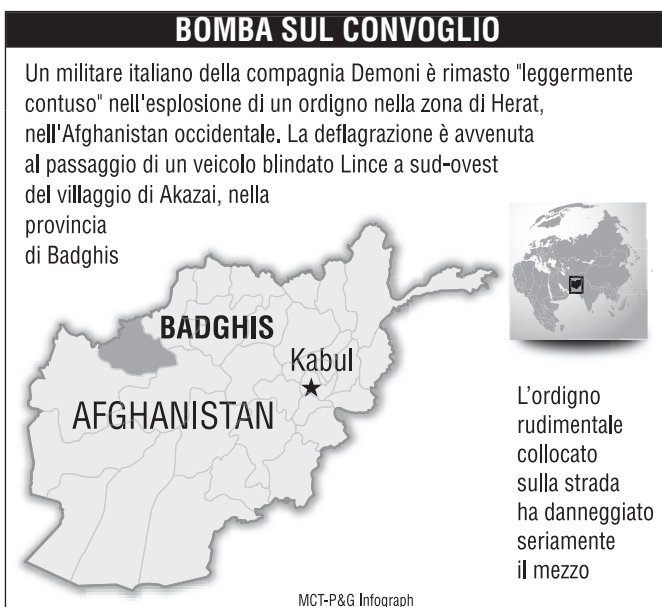 BOMBA SUL CONVOGLIO
Un militare italiano della compagnia Demoni è rimasto "leggermente
contuso" nell'esplosione di un ordigno nella zona di Herat,
nell'Afghanistan occidentale. La deflagrazione è avvenuta
al passaggio di un veicolo blindato Lince a sud-ovest
del villaggio di Akazai, nella
provincia
di Badghis
BADGHIS
Kabul
AFGHANISTAN
L'ordigno
rudimentale
collocato
sulla strada
ha danneggiato
seriamente
il mezzo
MCT-P&G Infograph